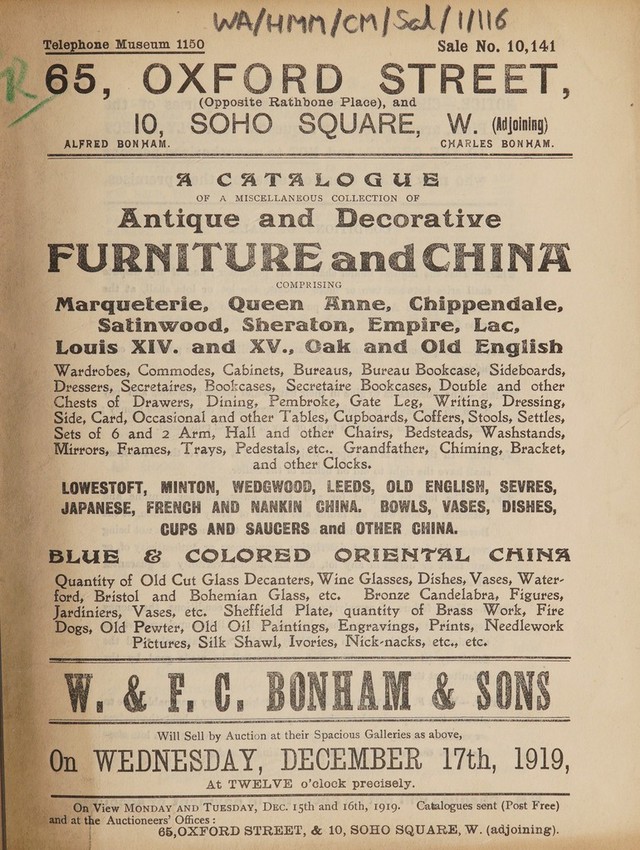 WA/HMM/CM/Sal/1/116
Telephone Museum 1150 Sale No. 10,141
R
65, OXFORD STREET,
(Opposite Rathbone Place), and
10, SOHO SQUARE, W. (Adjoining)
ALFRED BONHAM. CHARLES BONHAM.
A CATALOGUE
OF A MISCELLANEOUS COLLECTION OF
Antique and Decorative
FURNITURE and CHINA
COMPRISING
Marqueterie, Queen Anne, Chippendale,
Satinwood, Sheraton, Empire, Lac,
Louis XIV. and XV., Oak and Old English
Wardrobes, Commodes, Cabinets, Bureaus, Bureau Bookcase, Sideboards,
Dressers, Secretaires, Bookcases, Secretaire Bookcases, Double and other
Chests of Drawers, Dining, Pembroke, Gate Leg, Writing, Dressing,
Side, Card, Occasional and other Tables, Cupboards, Coffers, Stools, Settles,
Sets of 6 and 2 Arm, Hall and other Chairs, Bedsteads, Washstands,
Mirrors, Frames, Trays, Pedestals, etc.. Grandfather, Chiming, Bracket,
and other Clocks.
LOWESTOFT, MINTON, WEDGWOOD, LEEDS, OLD ENGLISH, SEVRES,
JAPANESE, FRENCH AND NANKIN CHINA. BOWLS, VASES, DISHES,
CUPS AND SAUCERS and OTHER CHINA.
BLUE & COLORED ORIENTAL CHINA
Quantity of Old Cut Glass Decanters, Wine Glasses, Dishes, Vases, Water-
ford, Bristol and Bohemian Glass, etc. Bronze Candelabra, Figures,
Jardiniers, Vases, etc. Sheffield Plate, quantity of Brass Work, Fire
Dogs, Old Pewter, Old Oil Paintings, Engravings, Prints, Needlework
Pictures, Silk Shawl, Ivories, Nick-nacks, etc., etc.
W. & F. C. BONHAM & SONS
Will Sell by Auction at their Spacious Galleries as above,
On WEDNESDAY, DECEMBER 17th, 1919,
At TWELVE o'clock precisely.
On View MONDAY AND TUESDAY, DEC. 15th and 16th, 1919. Catalogues sent (Post Free)
and at the Auctioneers' Offices :
65, OXFORD STREET, & 10, SOHO SQUARE, W. (adjoining).